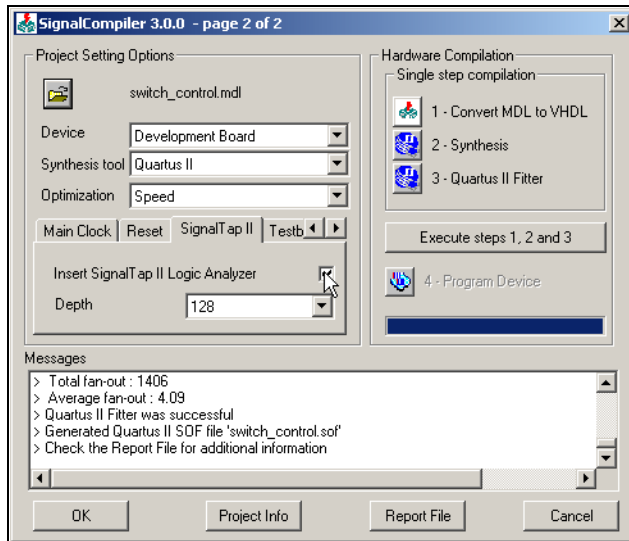 SignalCompiler 3.0.0 - page 2 of 2
Project Setting Options
switch_control.mdl
Device
Development Board
Synthesis tool
Quartus II
Optimization
Speed
Main Clock
Reset
SignalTap II
Testb
Insert SignalTap II Logic Analyzer
Depth
128
Hardware Compilation
Single step compilation
1 - Convert MDL to VHDL
2 - Synthesis
3 - Quartus II Fitter
Execute steps 1, 2 and 3
4 - Program Device
Messages
> Total fan-out : 1406
> Average fan-out : 4.09
> Quartus II Fitter was successful
> Generated Quartus II SOF file 'switch_control.sof'
> Check the Report File for additional information
OK
Project Info
Report File
Cancel